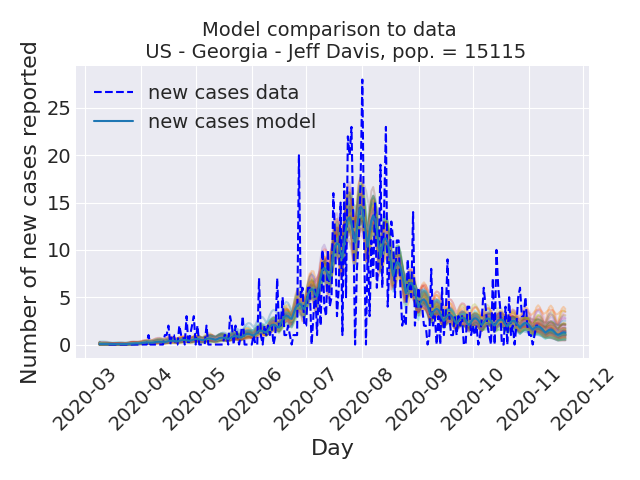 Model comparison to data
US - Georgia - Jeff Davis, pop. = 15115
Number of new cases reported
25
20
15
10
5
0
new cases data
new cases model
2020-03
2020-04
2020-05
2020-06
2020-07
2020-08
2020-09
2020-10
2020-11
2020-12
Day